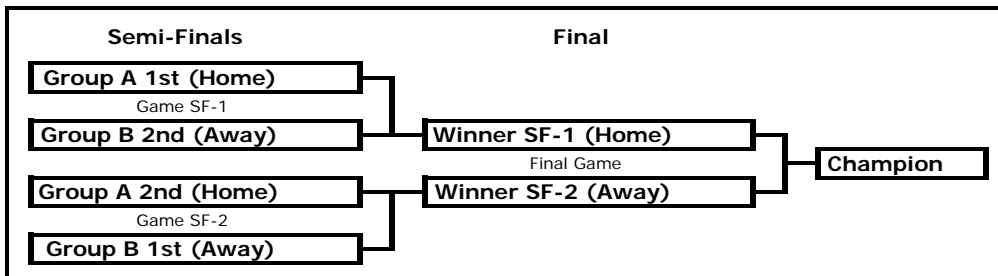 Semi-Finals
Final
Group A 1st (Home)
Game SF-1
Group B 2nd (Away)
Winner SF-1 (Home)
Final Game
Champion
Group A 2nd (Home)
Winner SF-2 (Away)
Game SF-2
Group B 1st (Away)